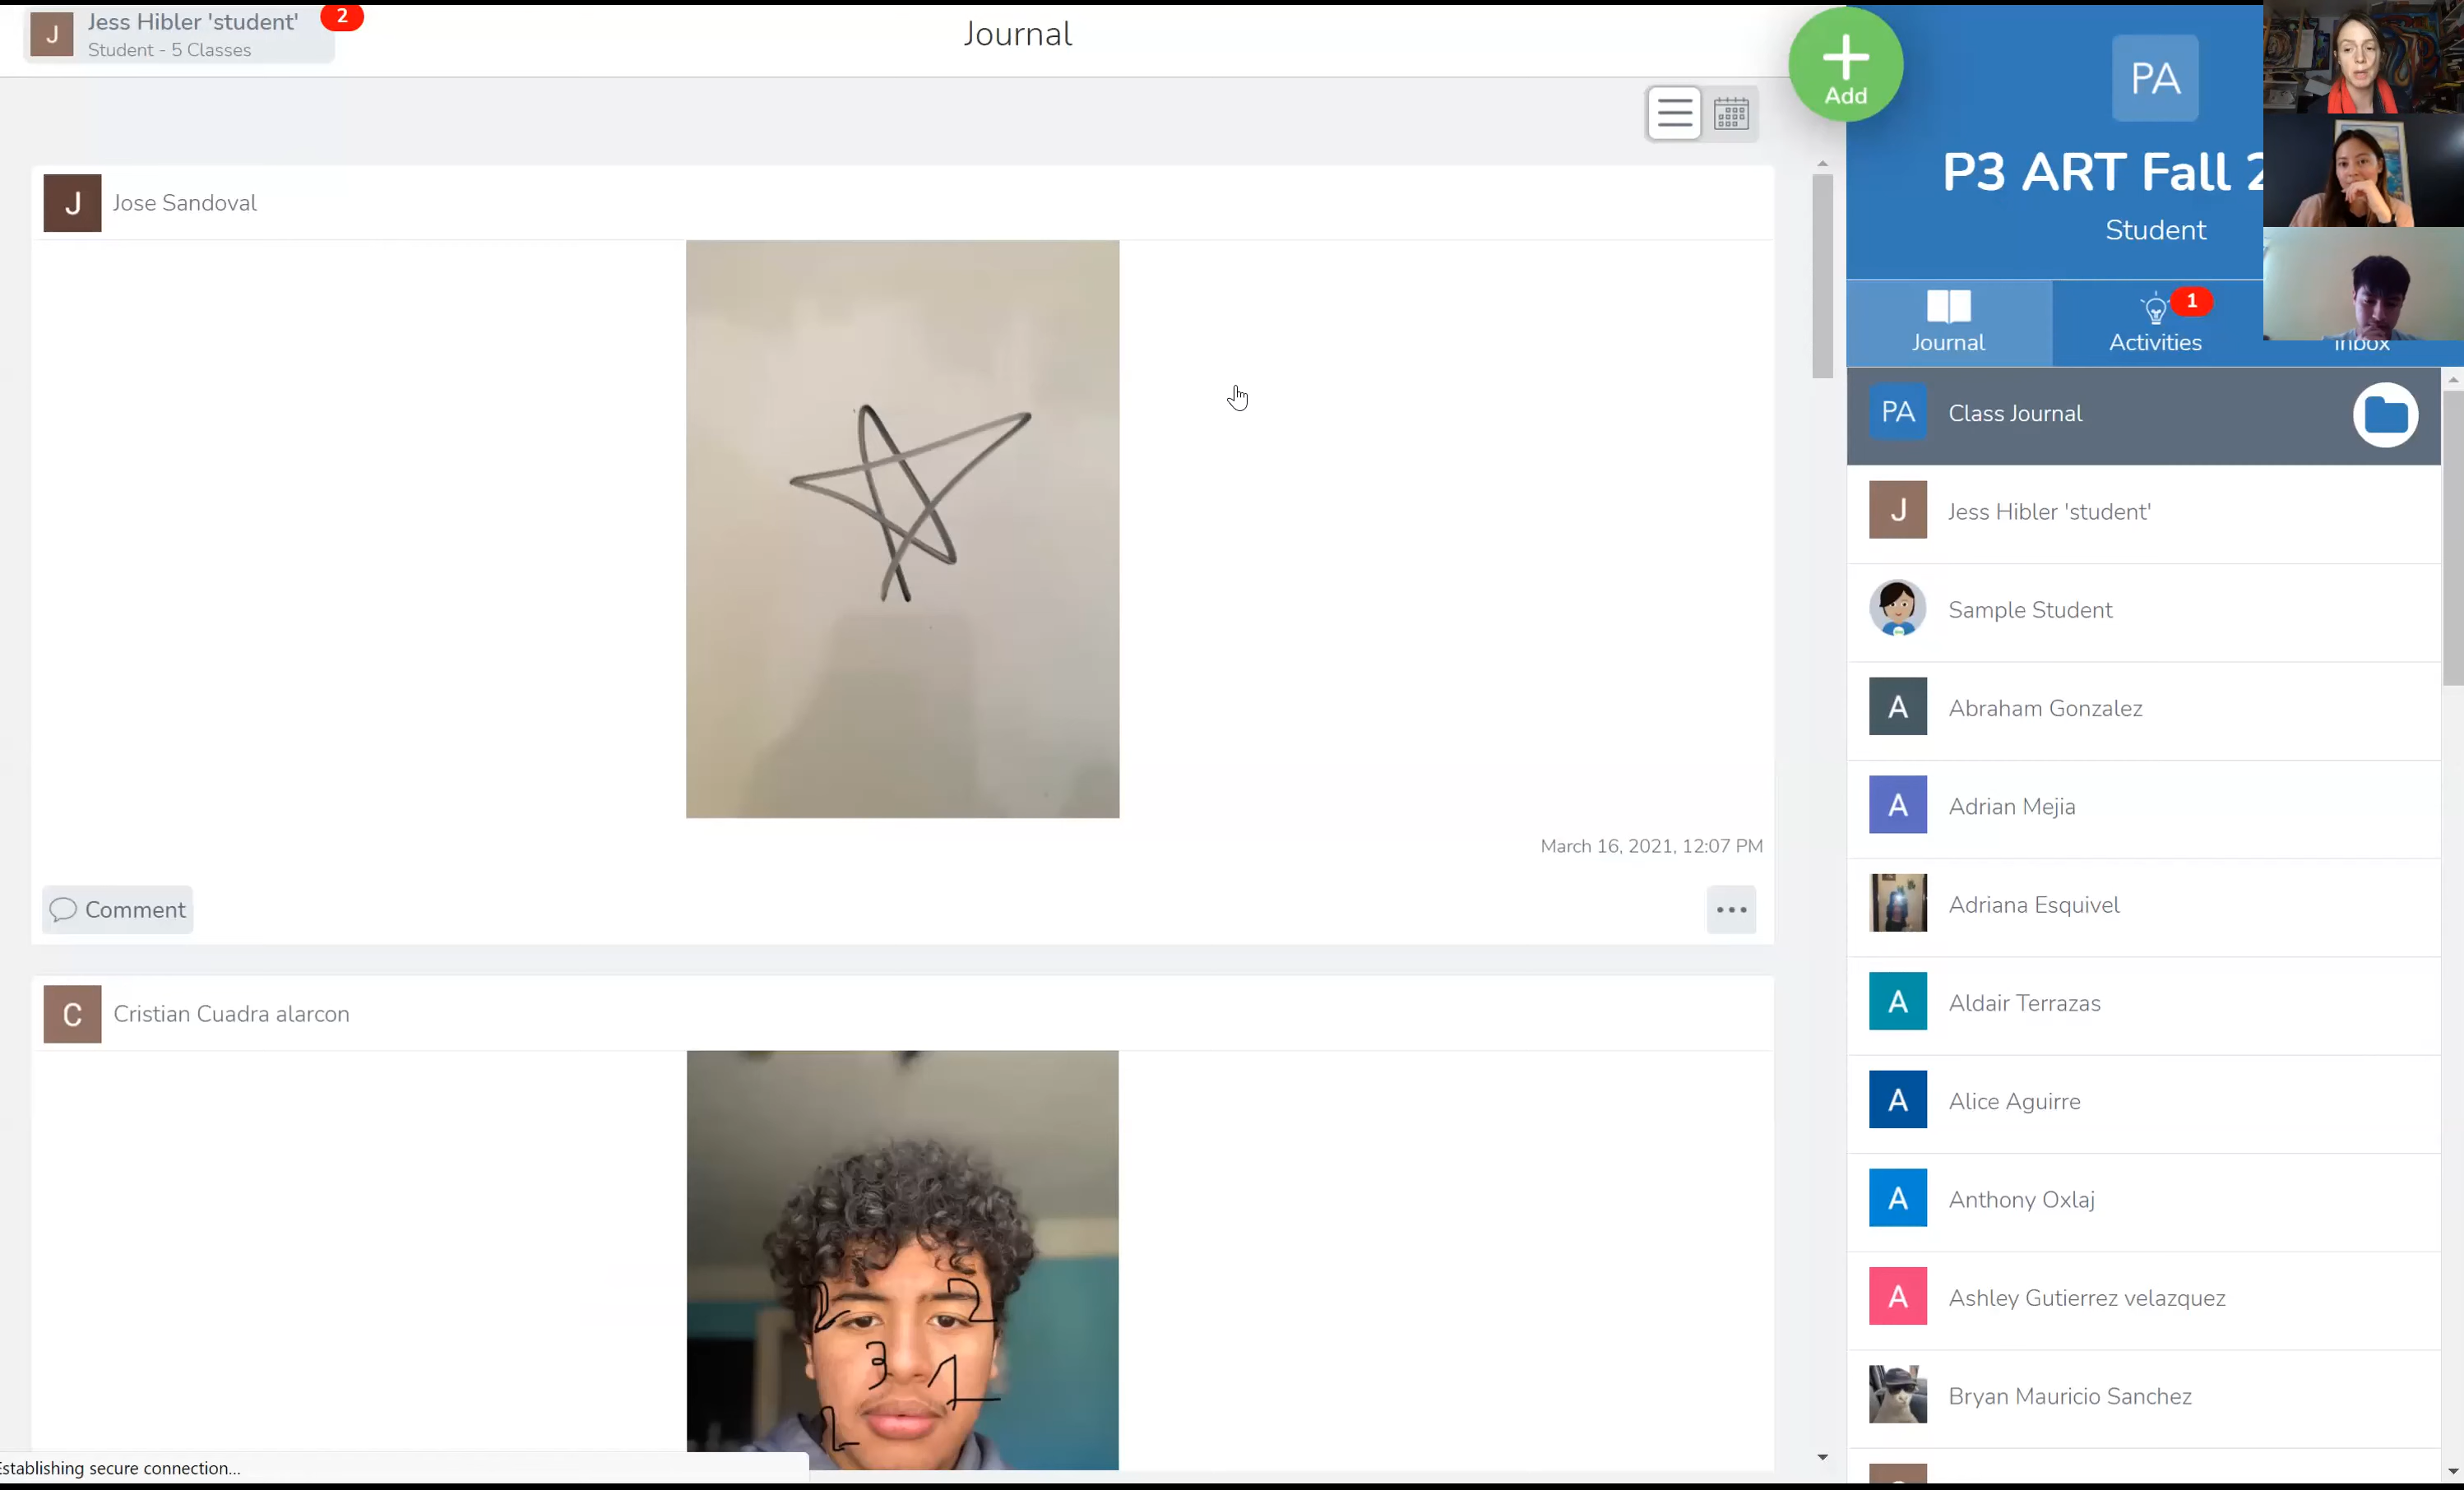 J
Jess Hibler 'student'
2
Student - 5 Classes
Journal
Add
PA
P3 ART Fall
Student
Journal
Activities
1
Inbox
J
Jose Sandoval
March 16, 2021, 12:07 PM
Comment
C
Cristian Cuadra alarcon
2
3
1
PA
Class Journal
J
Jess Hibler 'student'
Sample Student
A
Abraham Gonzalez
A
Adrian Mejia
Adriana Esquivel
A
Aldair Terrazas
A
Alice Aguirre
A
Anthony Oxlaj
A
Ashley Gutierrez velazquez
Bryan Mauricio Sanchez
Establishing secure connection...